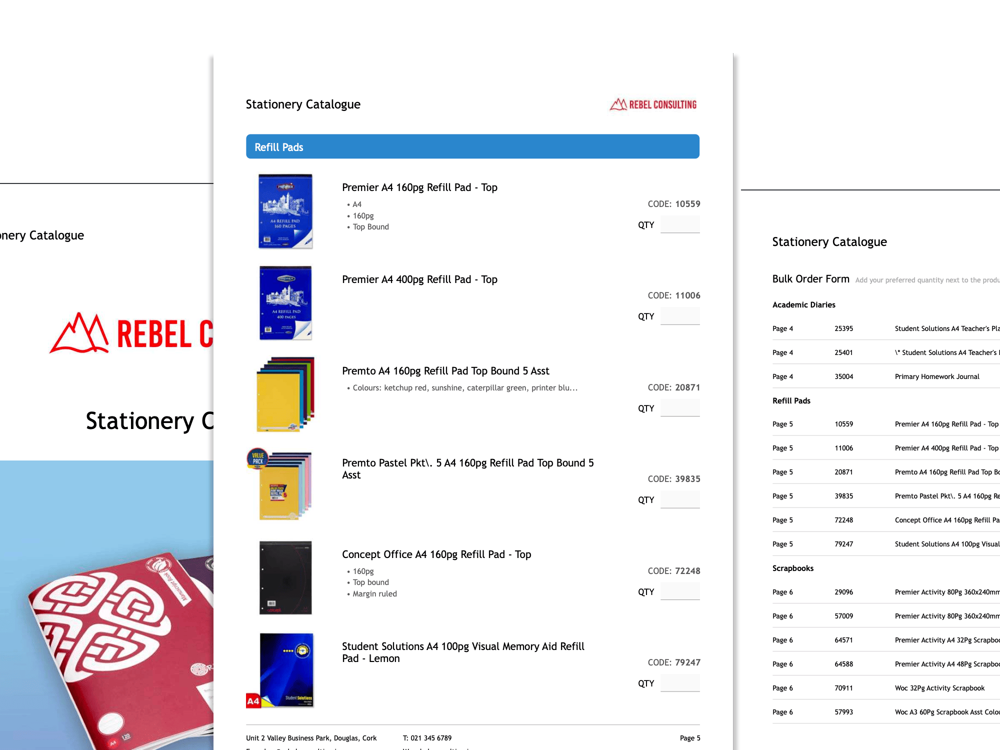 onery Catalogue
REBEL C
Stationery C
Manuscript Book
A4
120
Stationery Catalogue
REBEL CONSULTING
Refill Pads
PREMIER
A4 REFILL PAD
160 PAGES
Premier A4 160pg Refill Pad - Top
• A4
• 160pg
• Top Bound
CODE: 10559
QTY
PREMIER
A4 REFILL PAD
400 PAGES
Premier A4 400pg Refill Pad - Top
CODE: 11006
QTY
Premto A4 160pg Refill Pad Top Bound 5 Asst
• Colours: ketchup red, sunshine, caterpillar green, printer blu...
CODE: 20871
QTY
VALUE
PACK
Premto Pastel Pkt\. 5 A4 160pg Refill Pad Top Bound 5
Asst
CODE: 39835
QTY
concept
Concept Office A4 160pg Refill Pad - Top
• 160pg
• Top bound
• Margin ruled
CODE: 72248
QTY
Student Solutions
A4
Student Solutions A4 100pg Visual Memory Aid Refill
Pad - Lemon
CODE: 79247
QTY
Unit 2 Valley Business Park, Douglas, Cork
T: 021 345 6789
Page 5
Stationery Catalogue
Bulk Order Form Add your preferred quantity next to the produ
Academic Diaries
Page 4 25395 Student Solutions A4 Teacher's Pla
Page 4 25401 \* Student Solutions A4 Teacher's
Page 4 35004 Primary Homework Journal
Refill Pads
Page 5 10559 Premier A4 160pg Refill Pad - Top
Page 5 11006 Premier A4 400pg Refill Pad - Top
Page 5 20871 Premto A4 160pg Refill Pad Top Bo
Page 5 39835 Premto Pastel Pkt\. 5 A4 160pg Re
Page 5 72248 Concept Office A4 160pg Refill Pa
Page 5 79247 Student Solutions A4 100pg Visual
Scrapbooks
Page 6 29096 Premier Activity 80Pg 360x240mm
Page 6 57009 Premier Activity 80Pg 360x240mm
Page 6 64571 Premier Activity A4 32Pg Scrapboo
Page 6 64588 Premier Activity A4 48Pg Scrapboo
Page 6 70911 Woc 32Pg Activity Scrapbook
Page 6 57993 Woc A3 60Pg Scrapbook Asst Colou